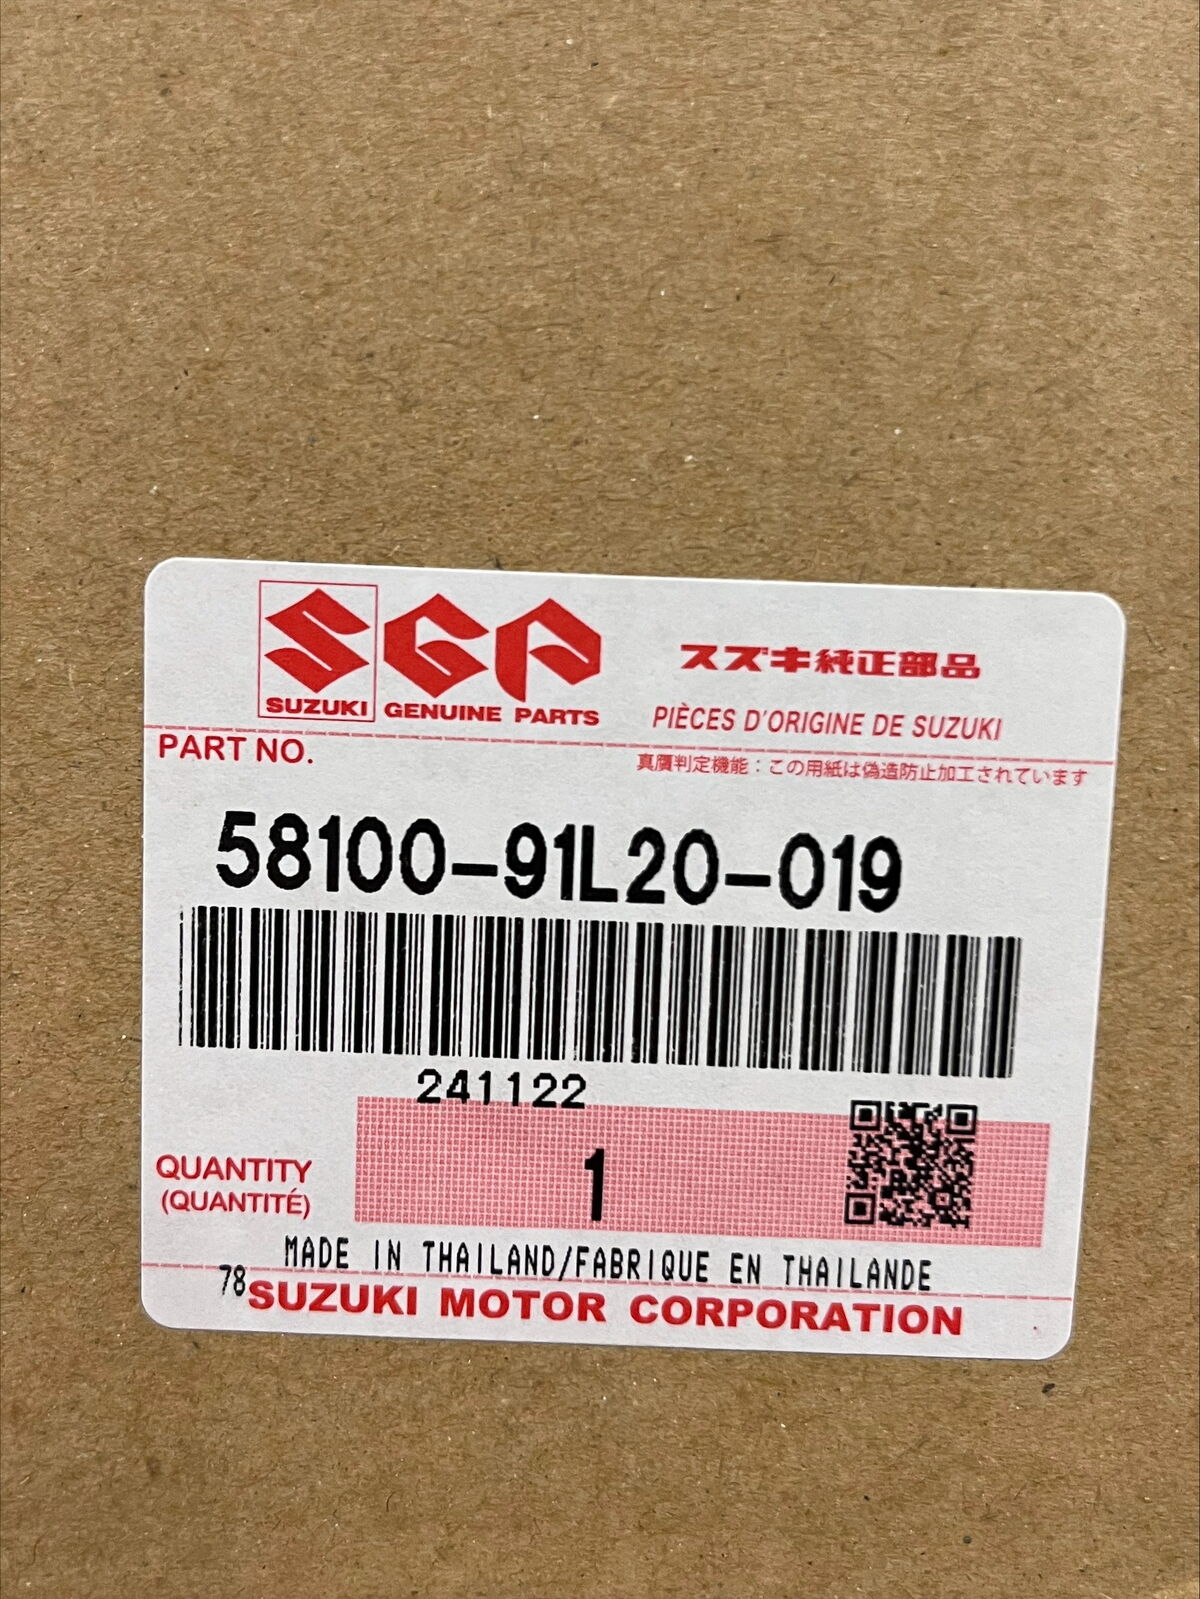 SUZUKI GENUINE PARTS
スズキ純正部品
PIÈCES D'ORIGINE DE SUZUKI
PART NO.
真贋判定機能：この用紙は偽造防止加工されています
58100-91L20-019
241122
QUANTITY
(QUANTITÉ)
1
MADE IN THAILAND/FABRIQUE EN THAILANDE
78
SUZUKI MOTOR CORPORATION